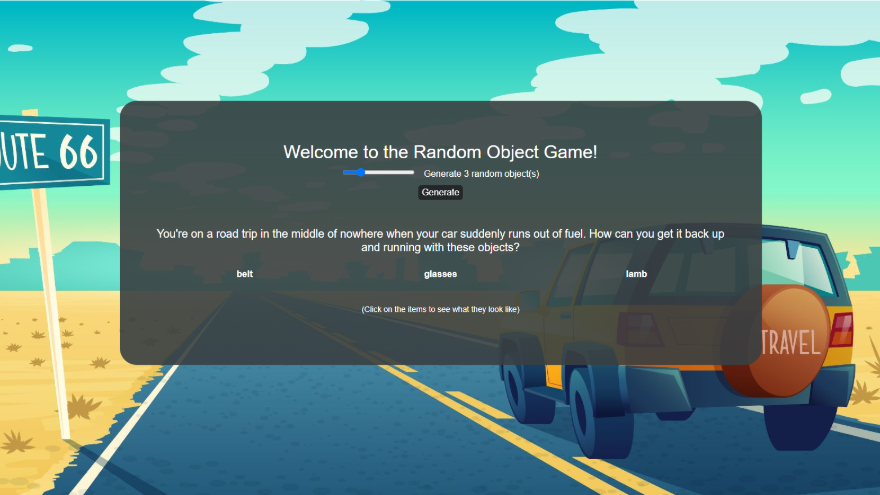 UTE 66
Welcome to the Random Object Game!
Generate 3 random object(s)
Generate
You're on a road trip in the middle of nowhere when your car suddenly runs out of fuel. How can you get it back up
and running with these objects?
belt glasses lamb
(Click on the items to see what they look like)
TRAVEL